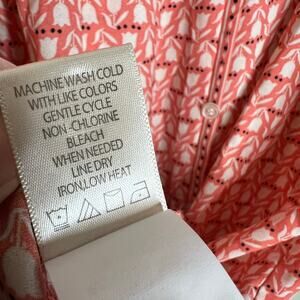 MACHINE WASH COLD
WITH LIKE COLORS
GENTLE CYCLE
NON-CHLORINE
BLEACH
WHEN NEEDED
LINE DRY
IRON,LOW HEAT